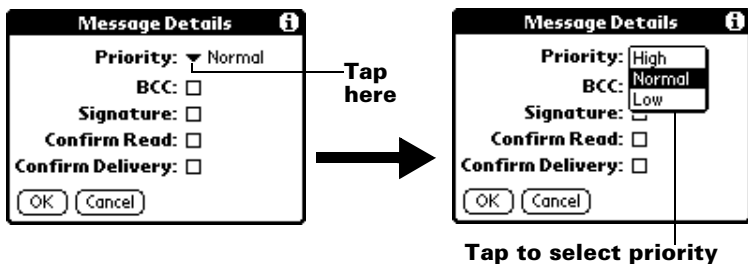 Message Details
Priority: Normal
BCC:
Signature:
Confirm Read:
Confirm Delivery:
OK Cancel
Tap
here
Message Details
Priority: High
Normal
Low
BCC:
Signature:
Confirm Read:
Confirm Delivery:
OK Cancel
Tap to select priority